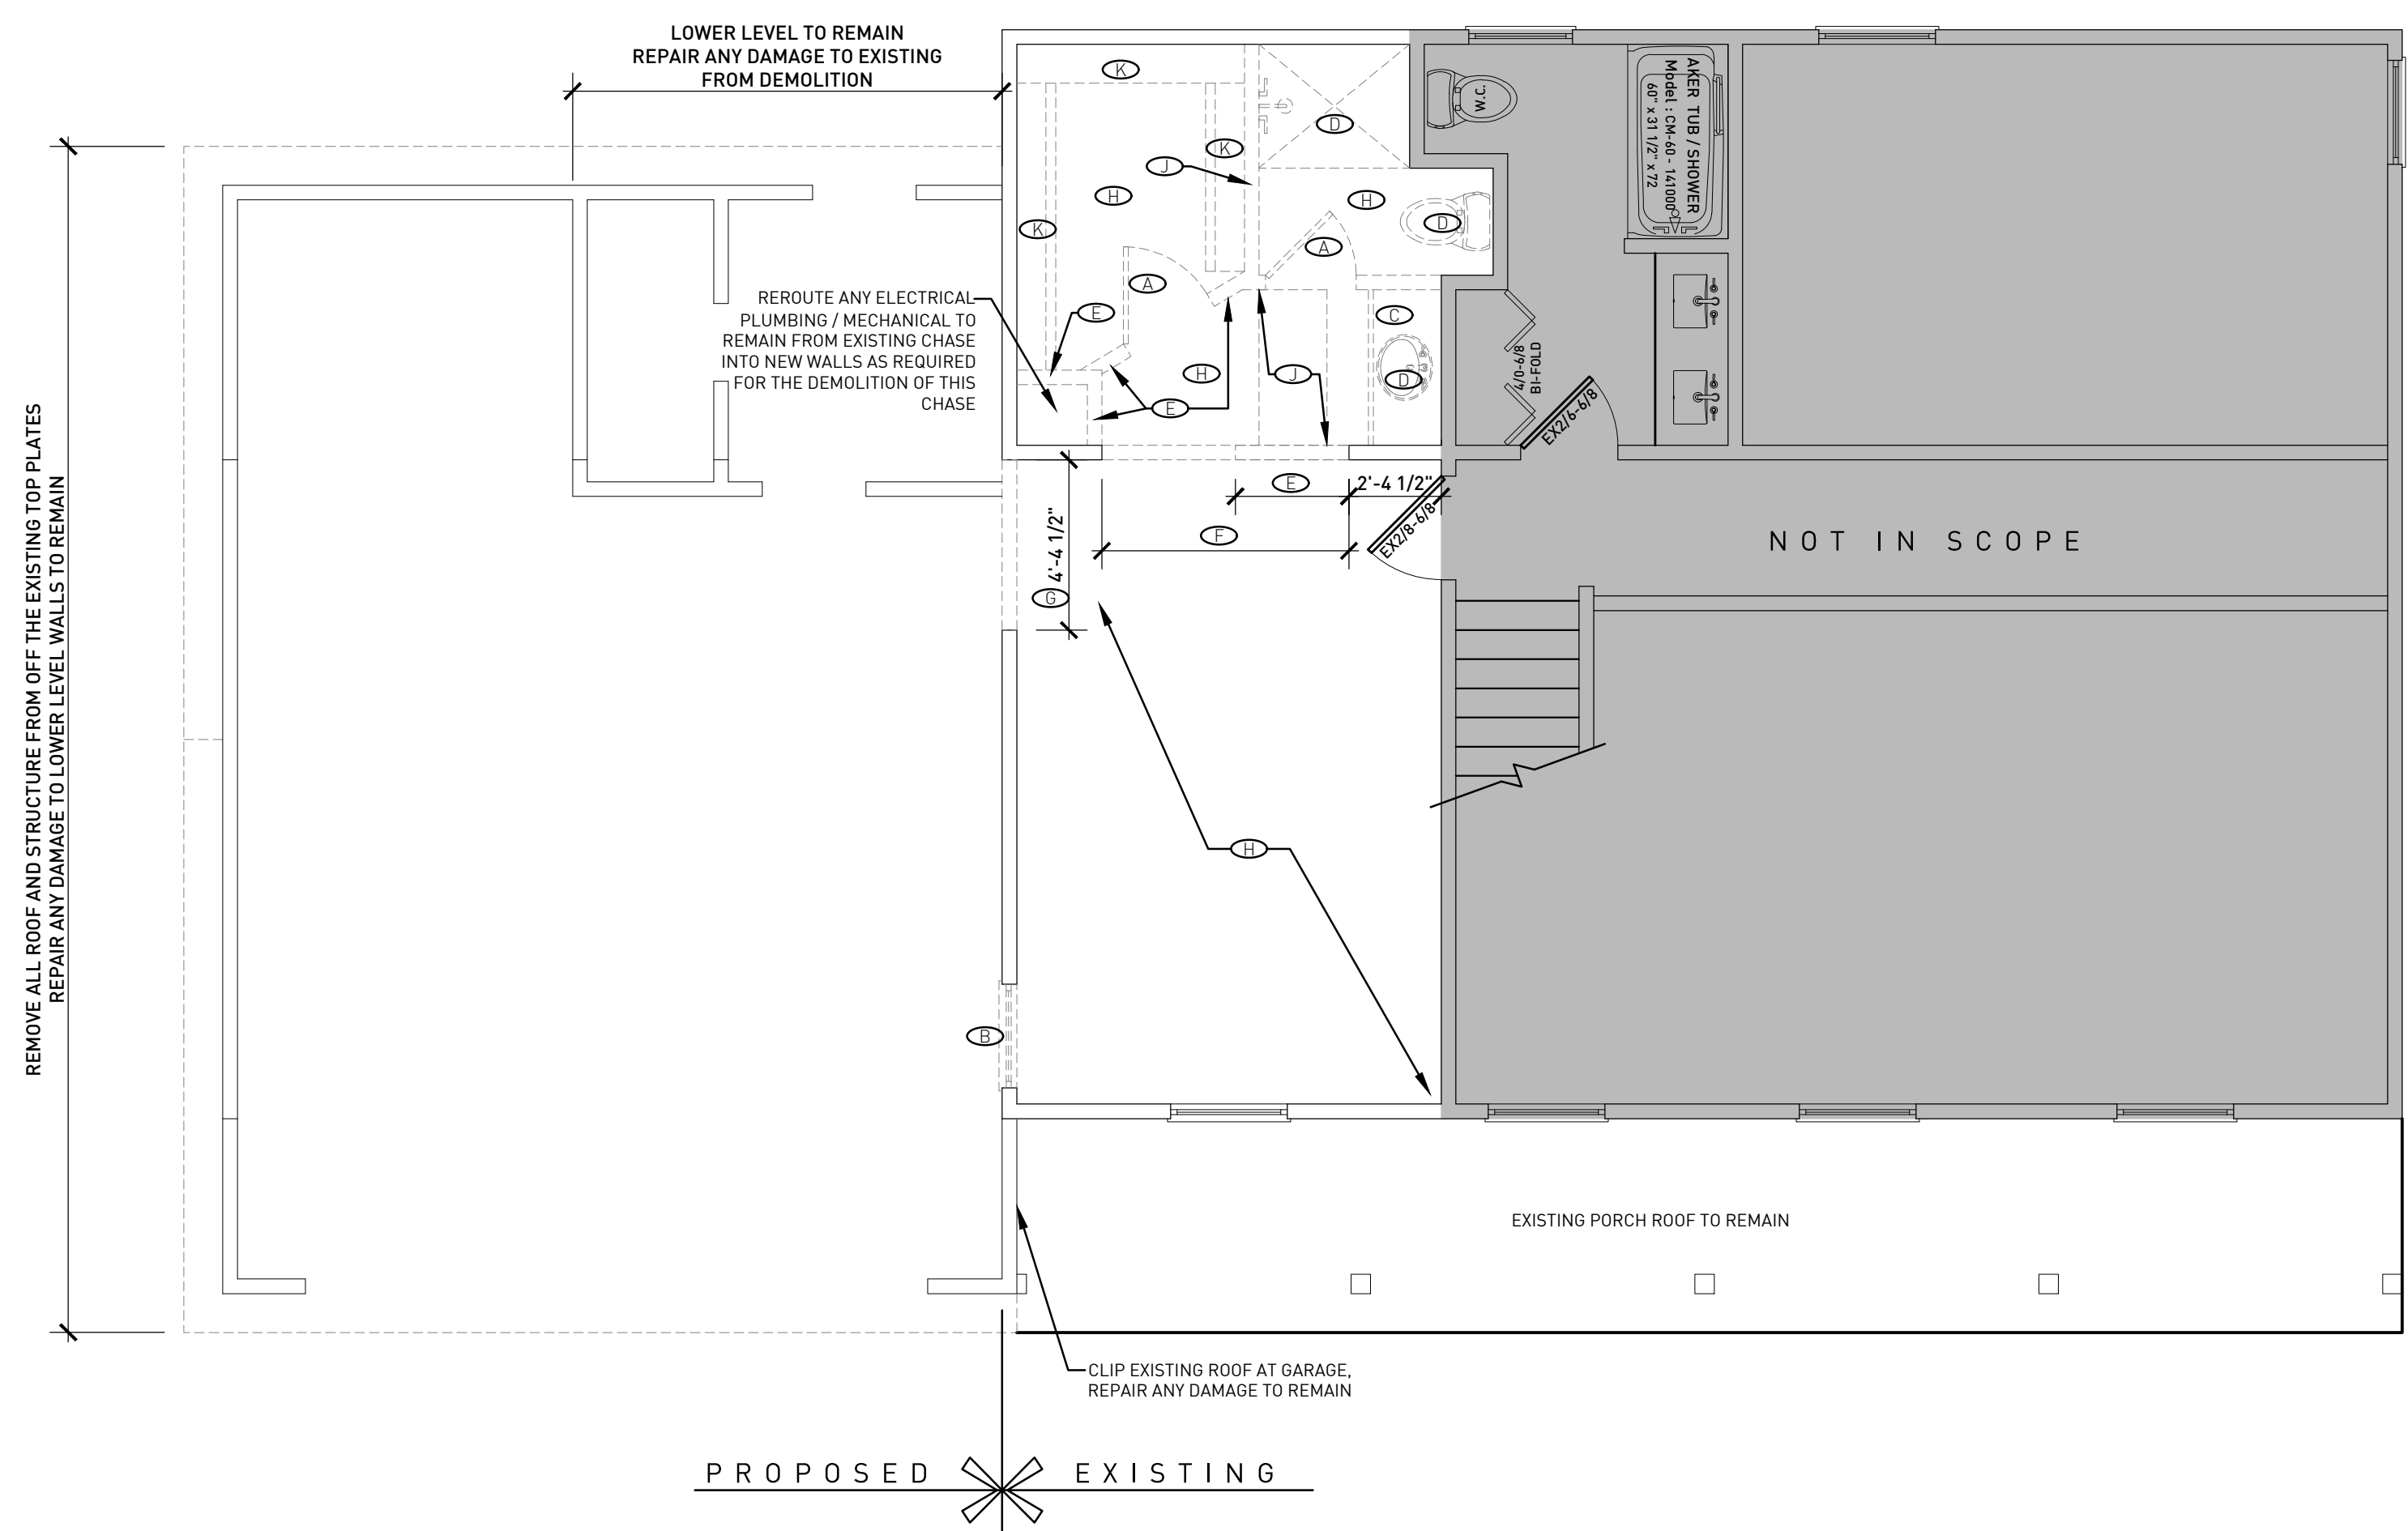 LOWER LEVEL TO REMAIN
REPAIR ANY DAMAGE TO EXISTING
FROM DEMOLITION
REMOVE ALL ROOF AND STRUCTURE FROM OFF THE EXISTING TOP PLATES
REPAIR ANY DAMAGE TO LOWER LEVEL WALLS TO REMAIN
REROUTE ANY ELECTRICAL
PLUMBING / MECHANICAL TO
REMAIN FROM EXISTING CHASE
INTO NEW WALLS AS REQUIRED
FOR THE DEMOLITION OF THIS
CHASE
K
D
K
J
H
H
K
D
A
A
E
C
H
J
D
E
W.C.
AKER TUB / SHOWER
Model : CM-60 - 141000
60" x 31 1/2" x 72
4/0-6/8
BI-FOLD
EX2/6-6/8
E
2'-4 1/2"
EX2/8-6/8
F
4'-4 1/2"
G
NOT IN SCOPE
H
B
EXISTING PORCH ROOF TO REMAIN
CLIP EXISTING ROOF AT GARAGE,
REPAIR ANY DAMAGE TO REMAIN
PROPOSED
EXISTING